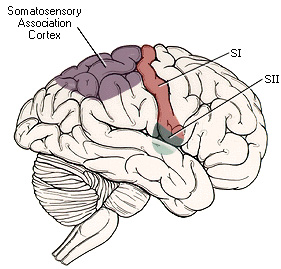 Somatosensory
Association
Cortex
SI
SII